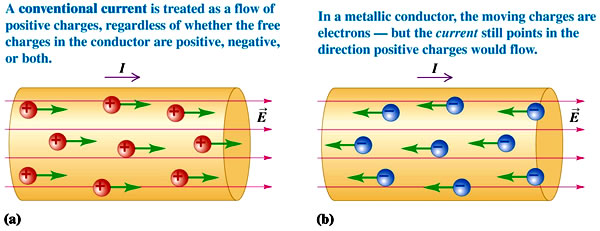 A conventional current is treated as a flow of
positive charges, regardless of whether the free
charges in the conductor are positive, negative,
or both.
I
E
(a)
In a metallic conductor, the moving charges are
electrons — but the current still points in the
direction positive charges would flow.
I
E
(b)